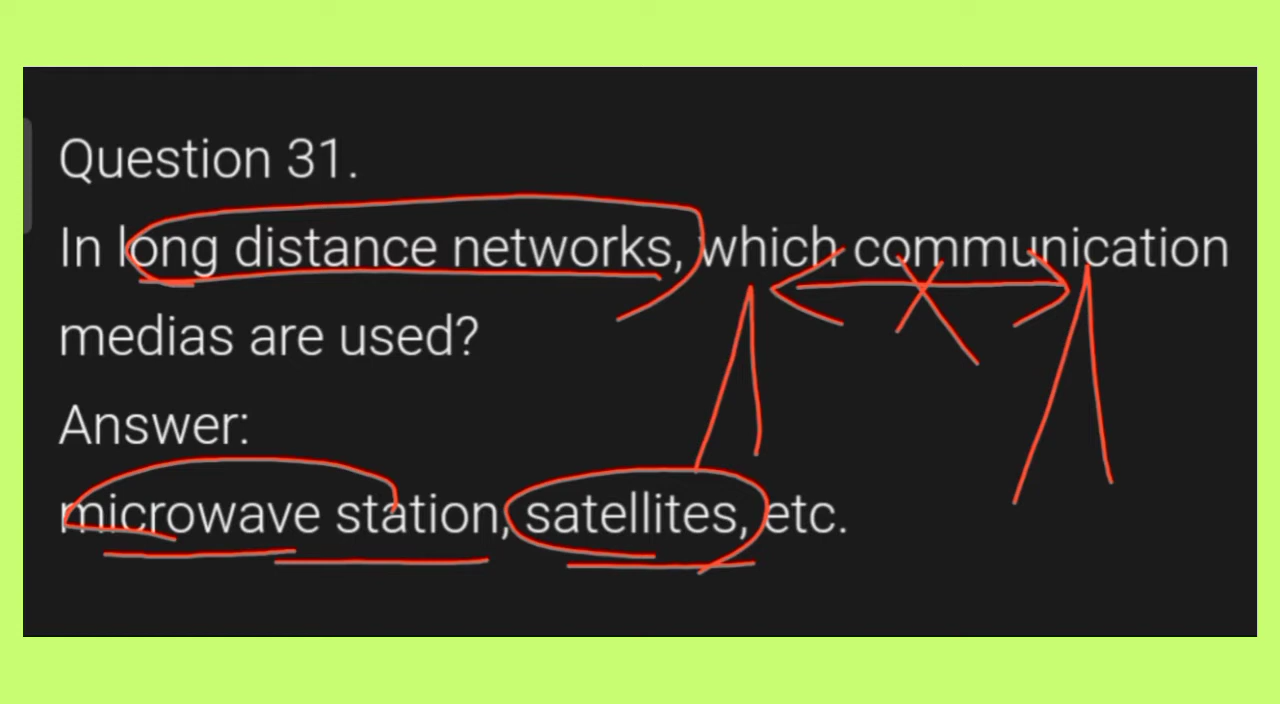 Question 31.
In long distance networks, which communication
medias are used?
Answer:
microwave station, satellites, etc.